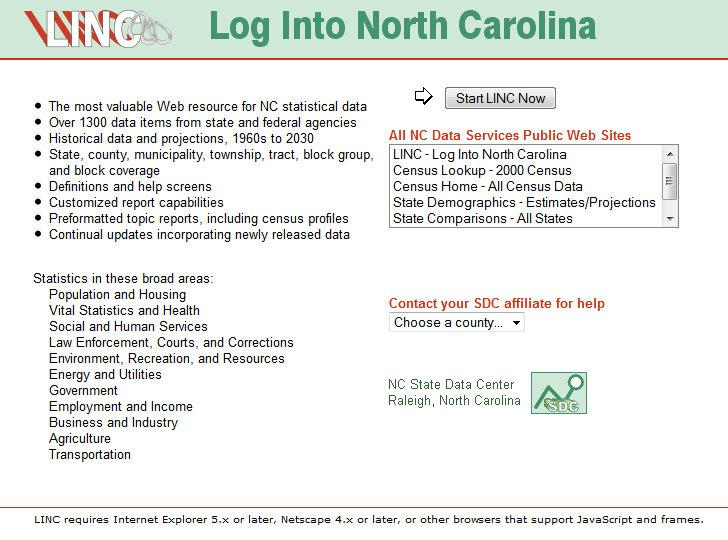 LINC
Log Into North Carolina
The most valuable Web resource for NC statistical data
Over 1300 data items from state and federal agencies
Historical data and projections, 1960s to 2030
State, county, municipality, township, tract, block group,
and block coverage
Definitions and help screens
Customized report capabilities
Preformatted topic reports, including census profiles
Continual updates incorporating newly released data
Statistics in these broad areas:
Population and Housing
Vital Statistics and Health
Social and Human Services
Law Enforcement, Courts, and Corrections
Environment, Recreation, and Resources
Energy and Utilities
Government
Employment and Income
Business and Industry
Agriculture
Transportation
Start LINC Now
All NC Data Services Public Web Sites
LINC - Log Into North Carolina
Census Lookup - 2000 Census
Census Home - All Census Data
State Demographics - Estimates/Projections
State Comparisons - All States
Contact your SDC affiliate for help
Choose a county...
NC State Data Center
Raleigh, North Carolina
SDC
LINC requires Internet Explorer 5.x or later, Netscape 4.x or later, or other browsers that support JavaScript and frames.